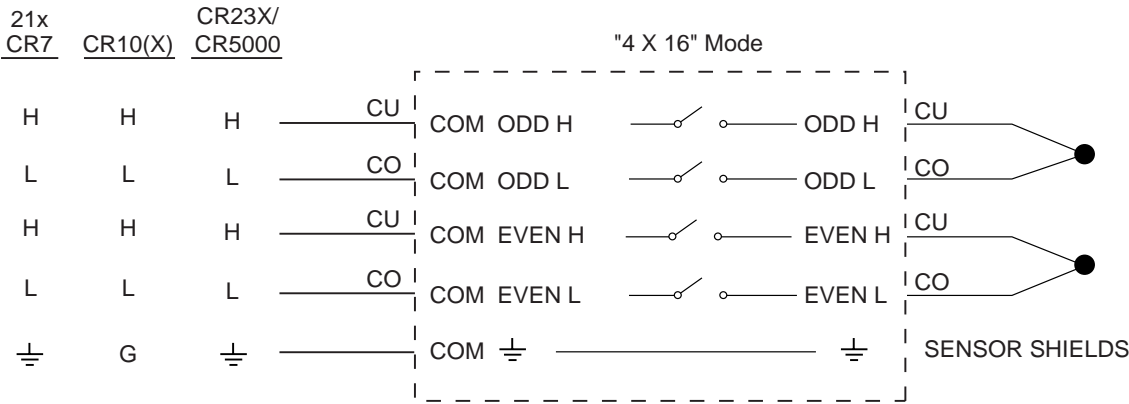 21x CR23X/
CR7 CR10(X) CR5000 "4 X 16" Mode
H H H CU COM ODD H ODD H CU
L L L CO COM ODD L ODD L CO
H H H CU COM EVEN H EVEN H CU
L L L CO COM EVEN L EVEN L CO
G COM SENSOR SHIELDS